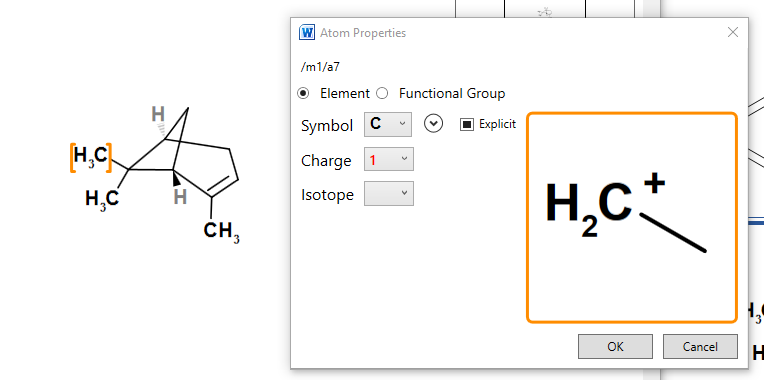 Atom Properties
/m1/a7
Element Functional Group
Symbol C Explicit
Charge 1
Isotope
H₂C+
OK Cancel
H
H₃C
H₃C H
CH₃
H